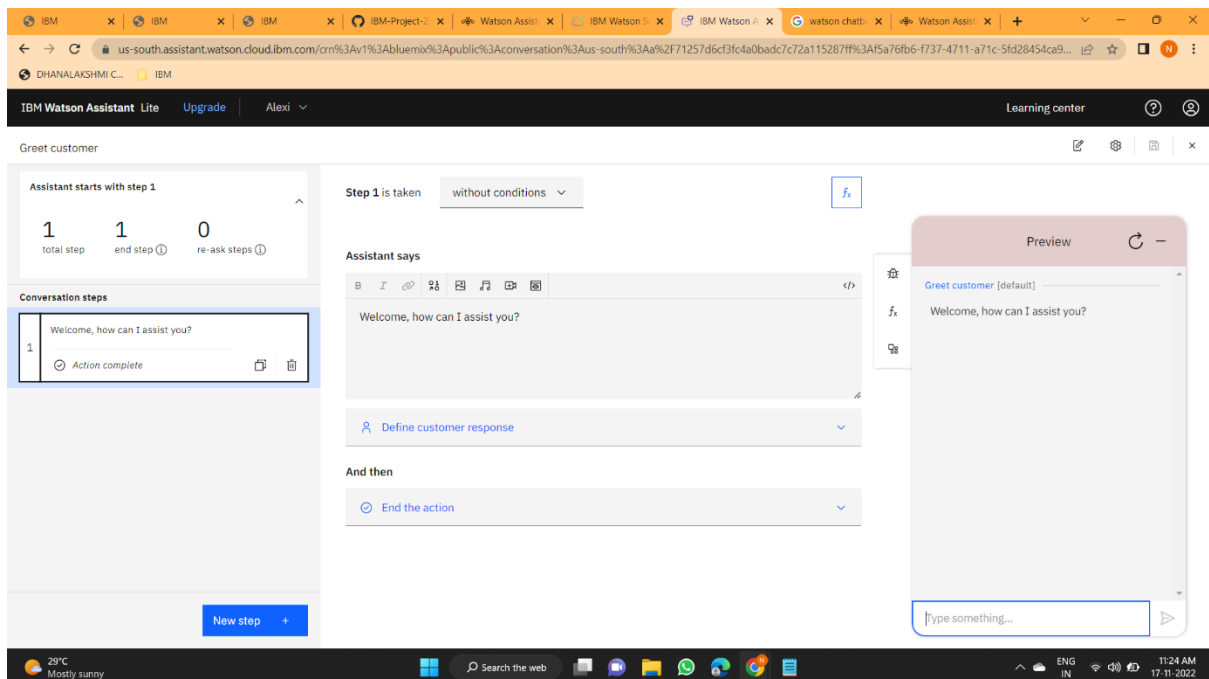 IBM
IBM
IBM
IBM-Project-2
Watson Assist
IBM Watson S
IBM Watson A
watson chatb
Watson Assist
us-south.assistant.watson.cloud.ibm.com/crn%3Av1%3Abluemix%3Apublic%3Aconversation%3Aus-south%3Aa%2F71257d6cf3fc4a0badc7c72a115287ff%3Af5a76fb6-f737-4711-a71c-5fd28454ca9...
N
DHANALAKSHMI C...
IBM
IBM Watson Assistant Lite
Upgrade
Alexi
Learning center
Greet customer
Assistant starts with step 1
1
1
0
total step
end step
re-ask steps
Conversation steps
1
Welcome, how can I assist you?
Action complete
New step +
Step 1 is taken
without conditions
fx
Assistant says
B I
</>
Welcome, how can I assist you?
Define customer response
And then
End the action
fx
Preview
Greet customer [default]
Welcome, how can I assist you?
Type something...
29°C
Mostly sunny
Search the web
ENG
IN
11:24 AM
17-11-2022